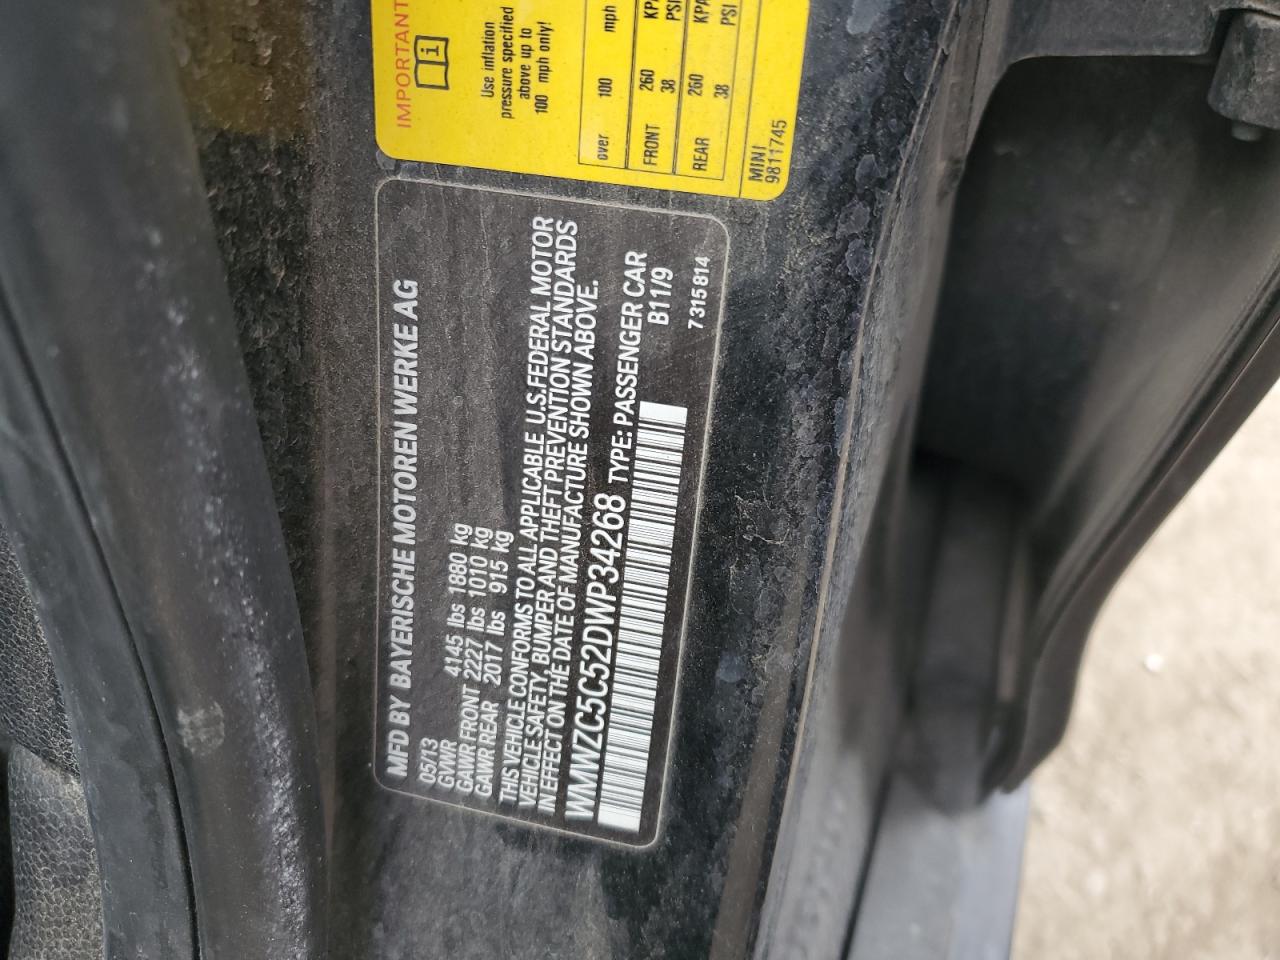 MFD BY BAYERISCHE MOTOREN WERKE AG
05/13
GVWR 4145 lbs 1880 kg
GAWR FRONT 2227 lbs 1010 kg
GAWR REAR 2017 lbs 915 kg
THIS VEHICLE CONFORMS TO ALL APPLICABLE U.S. FEDERAL MOTOR
VEHICLE SAFETY, BUMPER AND THEFT PREVENTION STANDARDS
IN EFFECT ON THE DATE OF MANUFACTURE SHOWN ABOVE.
WMWZC5C52DWP34268 TYPE: PASSENGER CAR
B11/9
7315814
IMPORTANT
i
Use inflation
pressure specified
above up to
100 mph only!
over 100 mph
FRONT 260
38 PSI
REAR 260 KPA
38 PSI
MINI
9811745